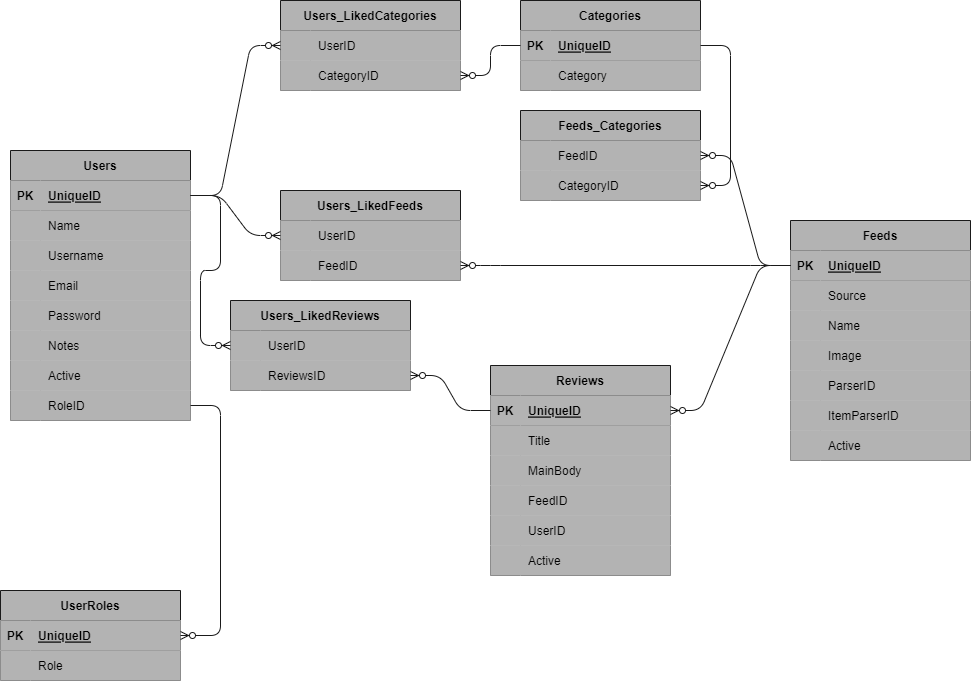 Users_LikedCategories
UserID
CategoryID
Categories
PK UniqueID
Category
Feeds_Categories
FeedID
CategoryID
Users
PK UniqueID
Name
Username
Email
Password
Notes
Active
RoleID
Users_LikedFeeds
UserID
FeedID
Users_LikedReviews
UserID
ReviewsID
Feeds
PK UniqueID
Source
Name
Image
ParserID
ItemParserID
Active
Reviews
PK UniqueID
Title
MainBody
FeedID
UserID
Active
UserRoles
PK UniqueID
Role